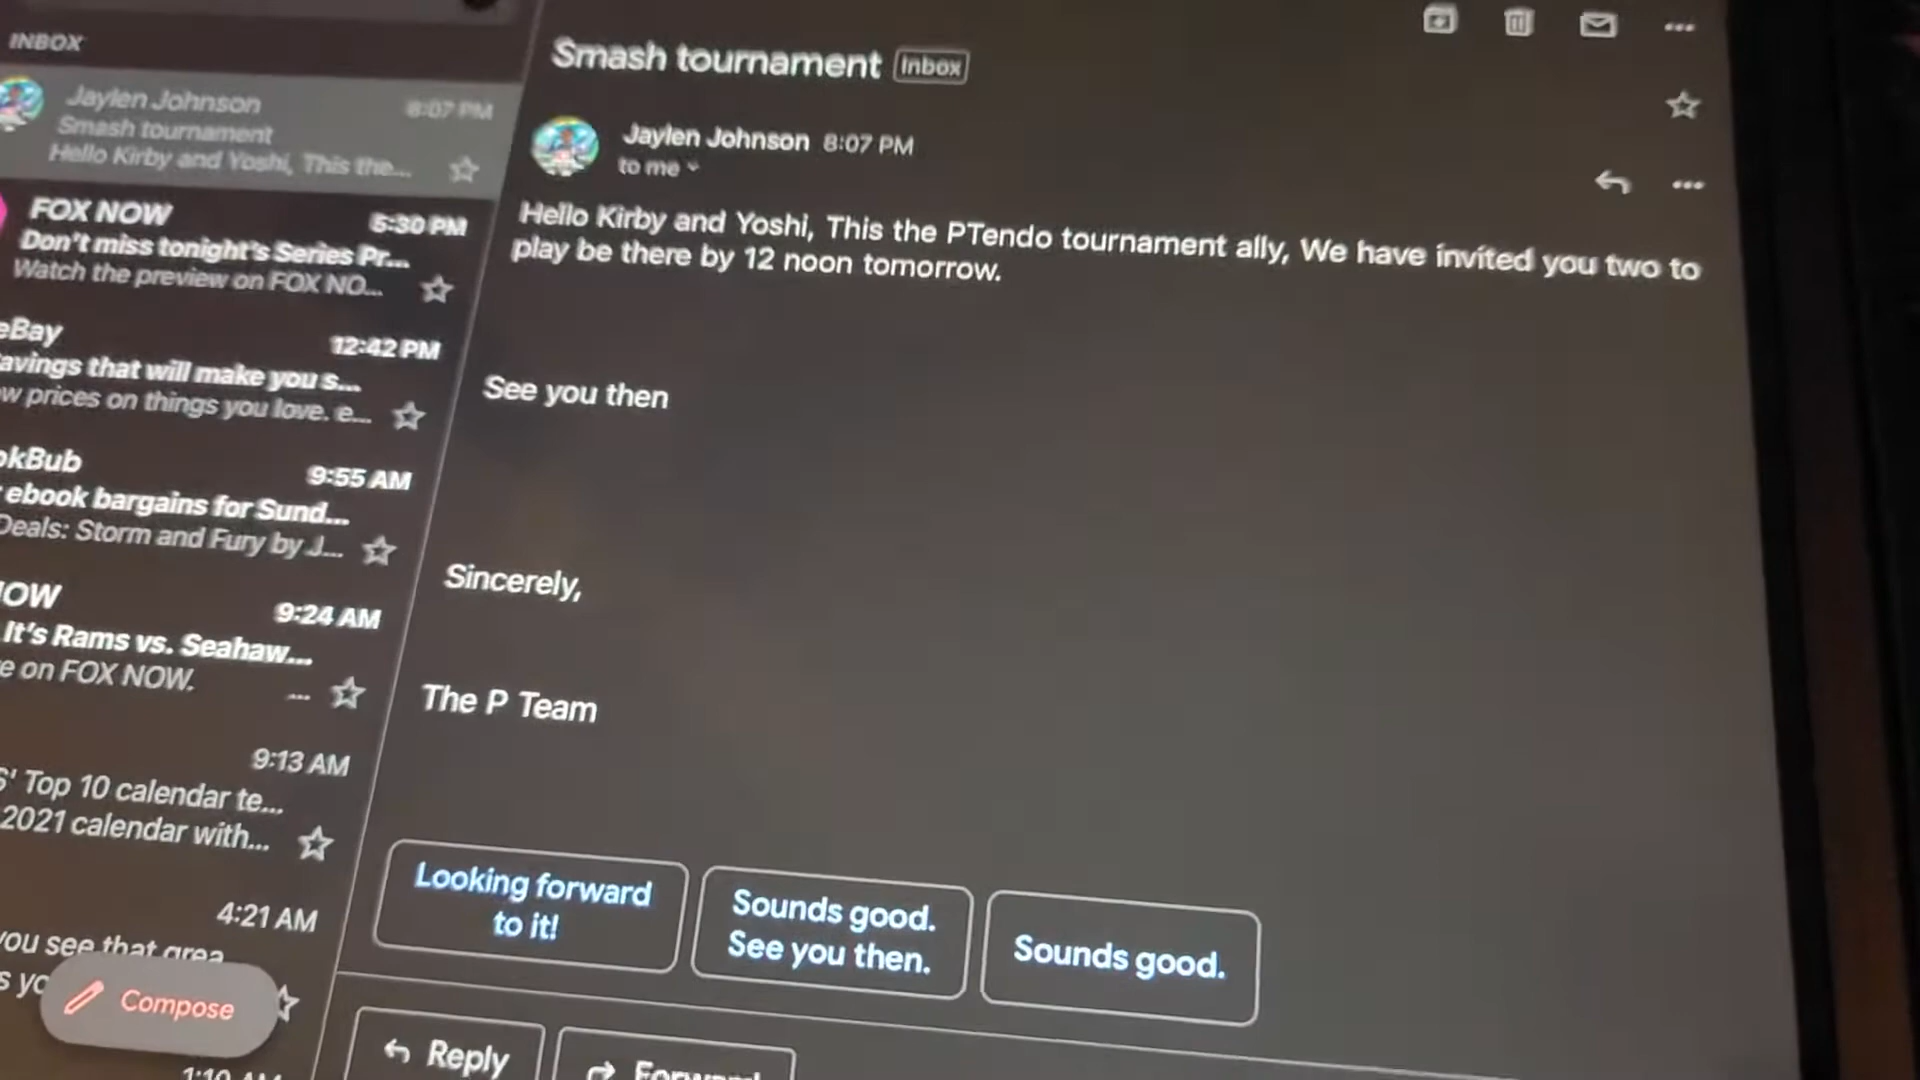 INBOX
Jaylen Johnson 8:07 PM
Smash tournament
Hello Kirby and Yoshi, This the...
FOX NOW 5:30 PM
Don't miss tonight's Series Pr...
Watch the preview on FOX NO...
eBay 12:42 PM
avings that will make you s...
w prices on things you love. e...
okBub 9:55 AM
ebook bargains for Sund...
Deals: Storm and Fury by J...
OW 9:24 AM
It's Rams vs. Seahaw...
e on FOX NOW.
...
9:13 AM
S' Top 10 calendar te...
2021 calendar with...
4:21 AM
you see that area
s yo
Compose
1:10 AM
Smash tournament Inbox
Jaylen Johnson 8:07 PM
to me
Hello Kirby and Yoshi, This the PTendo tournament ally, We have invited you two to
play be there by 12 noon tomorrow.
See you then
Sincerely,
The P Team
Looking forward
to it!
Sounds good.
See you then.
Sounds good.
Reply
Forward